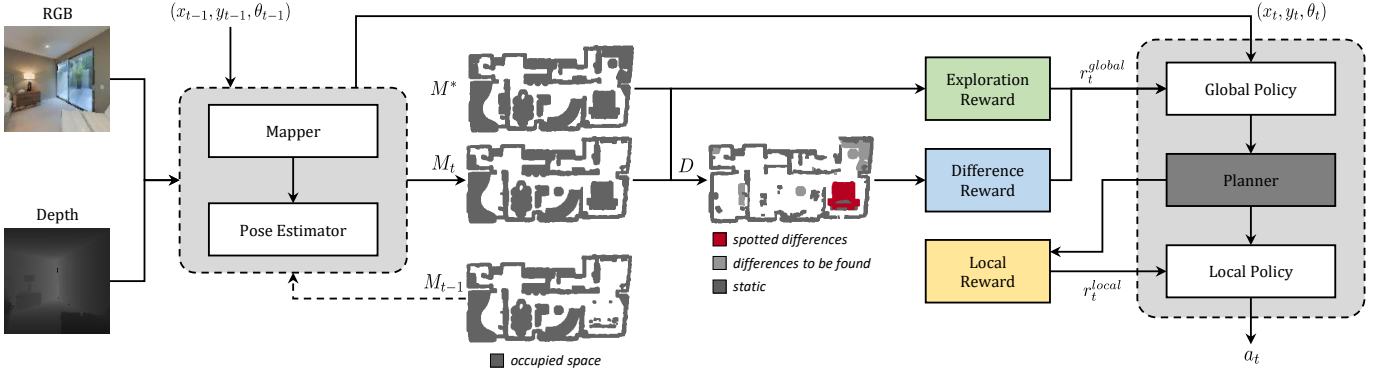 RGB
Depth
(x_{t-1}, y_{t-1}, θ_{t-1})
Mapper
Pose Estimator
M*
M_t
M_{t-1}
occupied space
D
spotted differences
differences to be found
static
Exploration
Reward
Difference
Reward
Local
Reward
r_t^{global}
r_t^{local}
(x_t, y_t, θ_t)
Global Policy
Planner
Local Policy
a_t